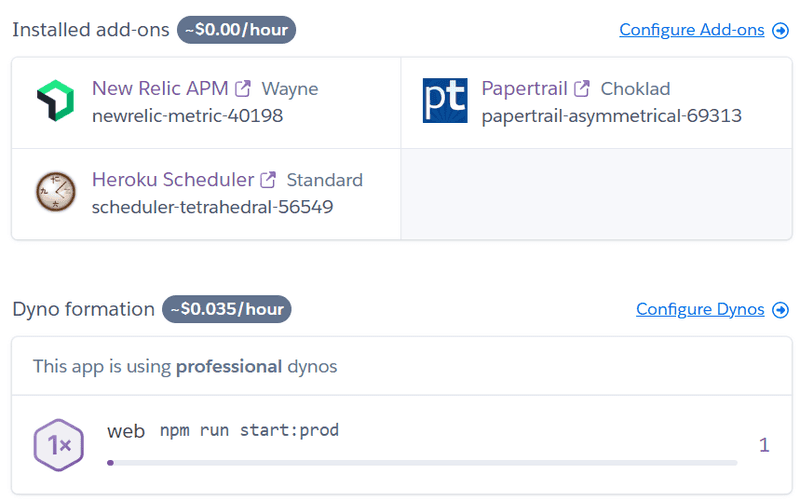 Installed add-ons ~$0.00/hour Configure Add-ons
New Relic APM Wayne
newrelic-metric-40198
pt Papertrail Choklad
papertrail-asymmetrical-69313
Heroku Scheduler Standard
scheduler-tetrahedral-56549
Dyno formation ~$0.035/hour Configure Dynos
This app is using professional dynos
1× web npm run start:prod 1